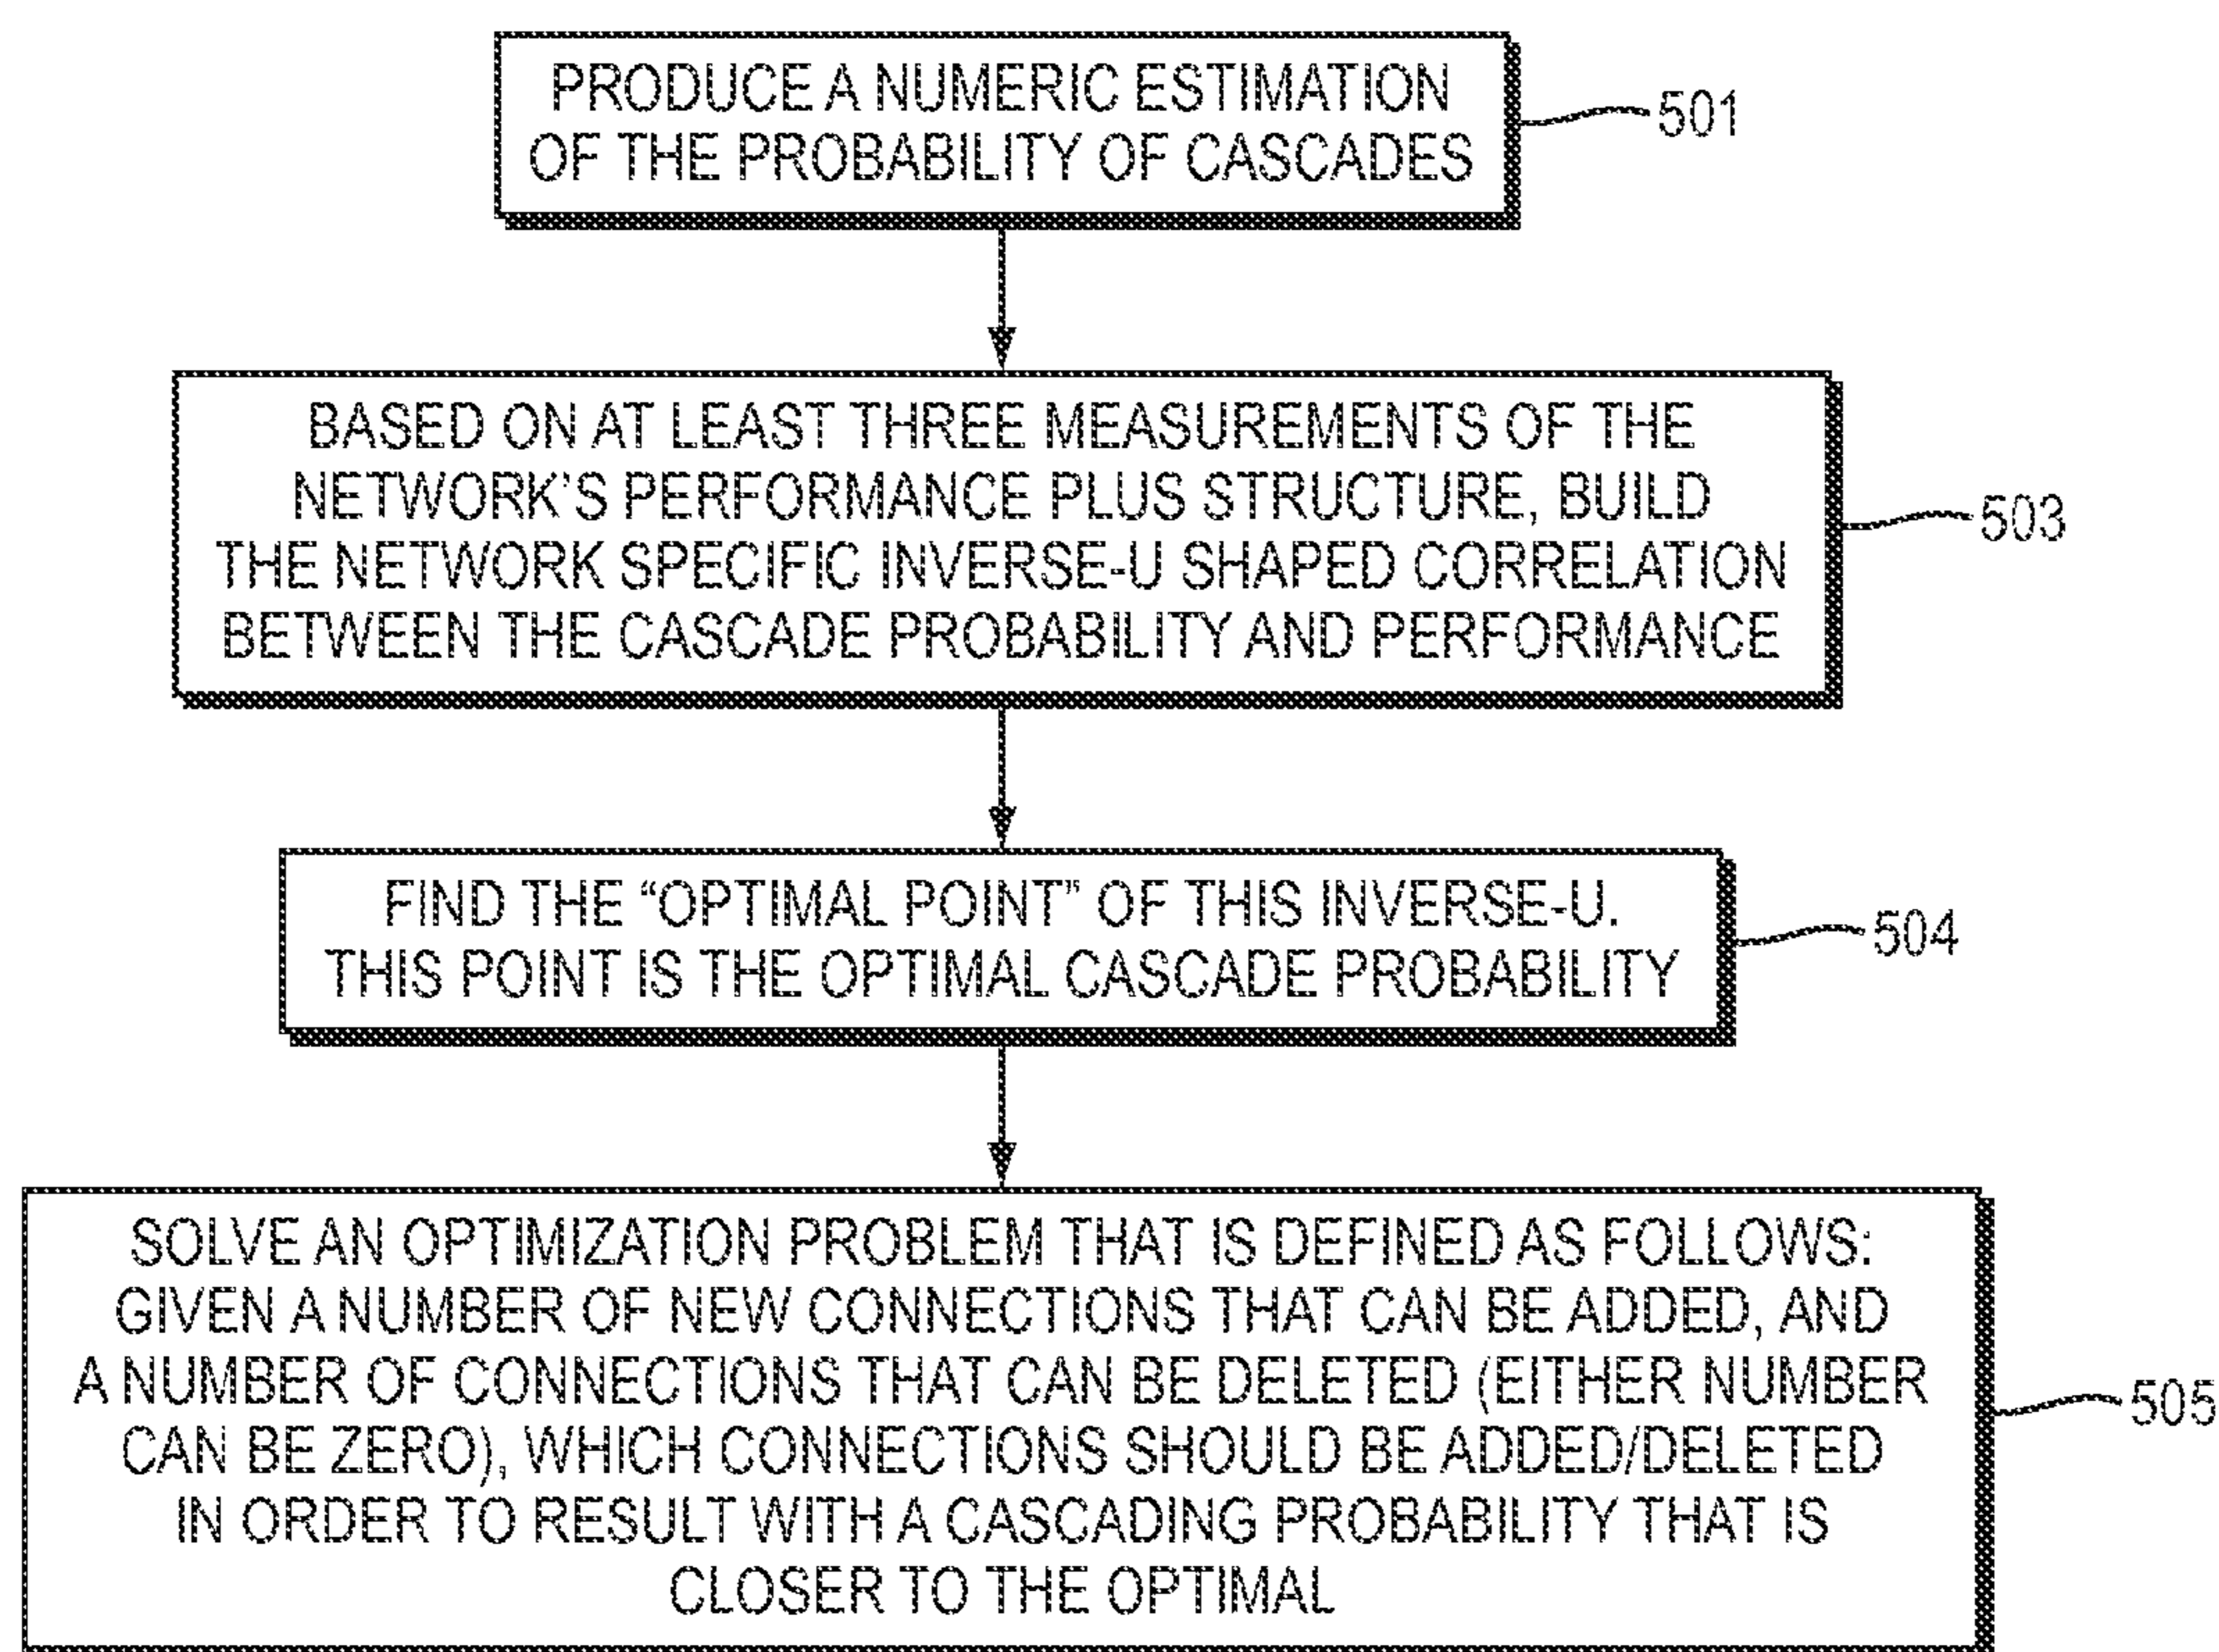 PRODUCE A NUMERIC ESTIMATION
OF THE PROBABILITY OF CASCADES
501
BASED ON AT LEAST THREE MEASUREMENTS OF THE
NETWORK'S PERFORMANCE PLUS STRUCTURE, BUILD
THE NETWORK SPECIFIC INVERSE-U SHAPED CORRELATION
BETWEEN THE CASCADE PROBABILITY AND PERFORMANCE
503
FIND THE “OPTIMAL POINT” OF THIS INVERSE-U.
THIS POINT IS THE OPTIMAL CASCADE PROBABILITY
504
SOLVE AN OPTIMIZATION PROBLEM THAT IS DEFINED AS FOLLOWS:
GIVEN A NUMBER OF NEW CONNECTIONS THAT CAN BE ADDED, AND
A NUMBER OF CONNECTIONS THAT CAN BE DELETED (EITHER NUMBER
CAN BE ZERO), WHICH CONNECTIONS SHOULD BE ADDED/DELETED
IN ORDER TO RESULT WITH A CASCADING PROBABILITY THAT IS
CLOSER TO THE OPTIMAL
505